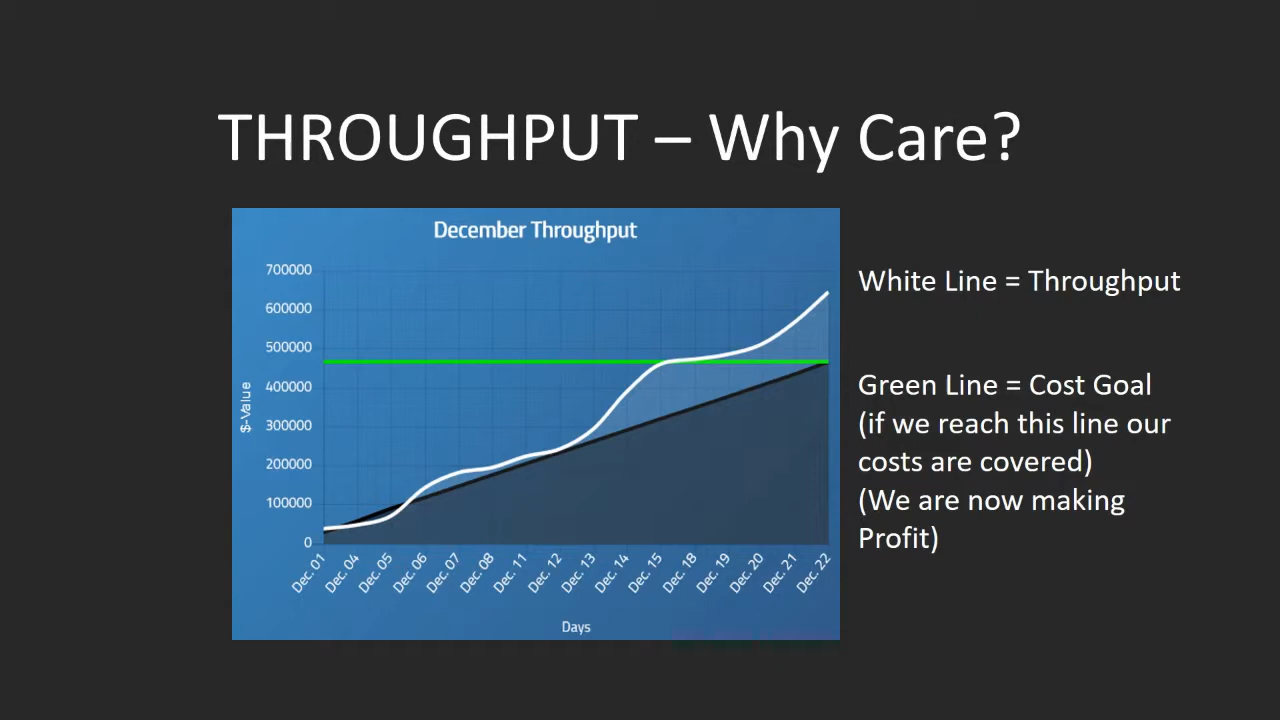 THROUGHPUT – Why Care?
December Throughput
700000
600000
500000
400000
300000
200000
100000
0
$-Value
Dec. 01
Dec. 04
Dec. 05
Dec. 06
Dec. 07
Dec. 08
Dec. 11
Dec. 12
Dec. 13
Dec. 14
Dec. 15
Dec. 18
Dec. 19
Dec. 20
Dec. 21
Dec. 22
Days
White Line = Throughput
Green Line = Cost Goal
(if we reach this line our
costs are covered)
(We are now making
Profit)